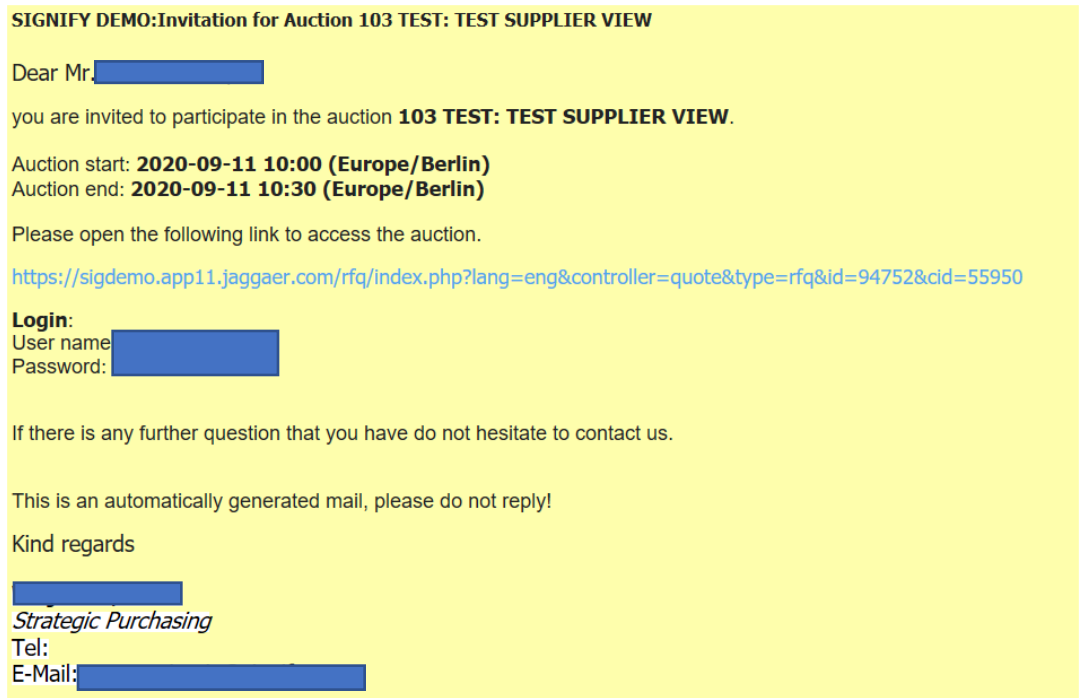 SIGNIFY DEMO:Invitation for Auction 103 TEST: TEST SUPPLIER VIEW
Dear Mr.
you are invited to participate in the auction 103 TEST: TEST SUPPLIER VIEW.
Auction start: 2020-09-11 10:00 (Europe/Berlin)
Auction end: 2020-09-11 10:30 (Europe/Berlin)
Please open the following link to access the auction.
https://sigdemo.app11.jaggaer.com/rfq/index.php?lang=eng&controller=quote&type=rfq&id=94752&cid=55950
Login:
User name
Password:
If there is any further question that you have do not hesitate to contact us.
This is an automatically generated mail, please do not reply!
Kind regards
Strategic Purchasing
Tel:
E-Mail: